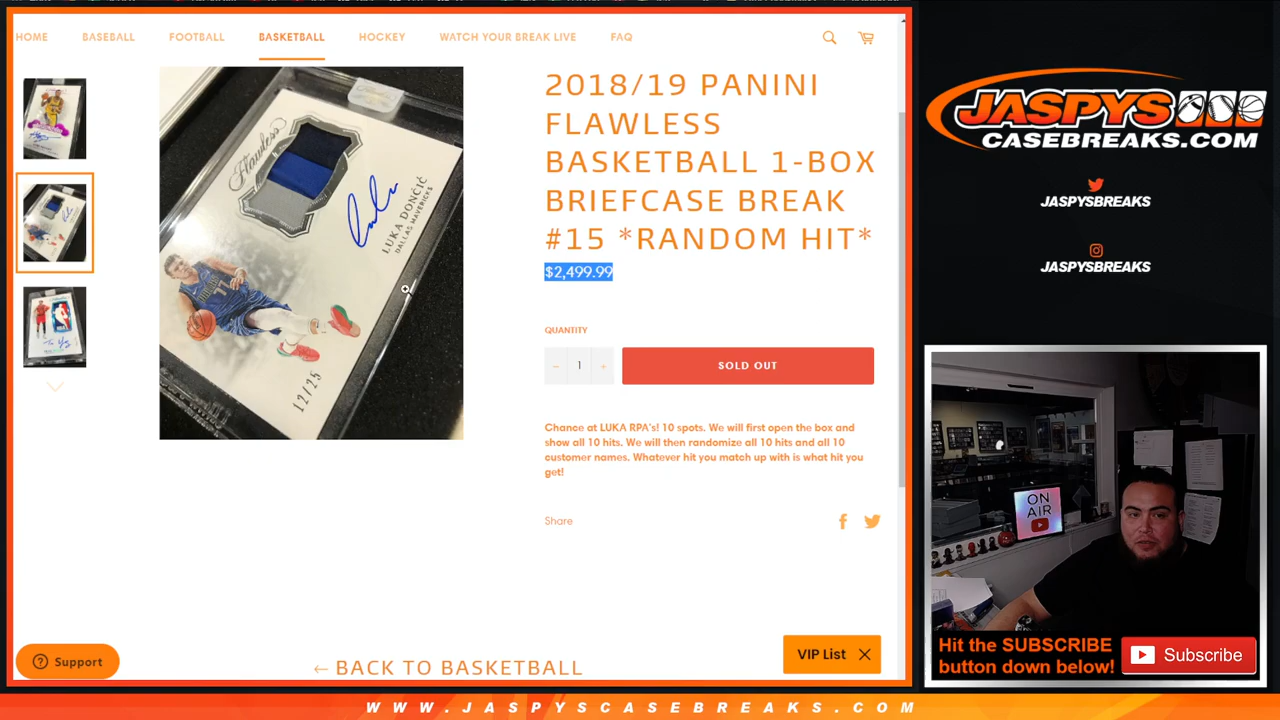 HOME BASEBALL FOOTBALL BASKETBALL HOCKEY WATCH YOUR BREAK LIVE FAQ
2018/19 PANINI
FLAWLESS
BASKETBALL 1-BOX
BRIEFCASE BREAK
#15 *RANDOM HIT*
$2,499.99
Flawless
LUKA DONČIĆ
DALLAS MAVERICKS
12/25
QUANTITY
− 1 +
SOLD OUT
Chance at LUKA RPA's! 10 spots. We will first open the box and
show all 10 hits. We will then randomize all 10 hits and all 10
customer names. Whatever hit you match up with is what hit you
get!
Share
← BACK TO BASKETBALL
Support
VIP List
JASPYS
CASEBREAKS.COM
JASPYSBREAKS
JASPYSBREAKS
ON
AIR
Hit the SUBSCRIBE
button down below!
Subscribe
WWW.JASPYSCASEBREAKS.COM